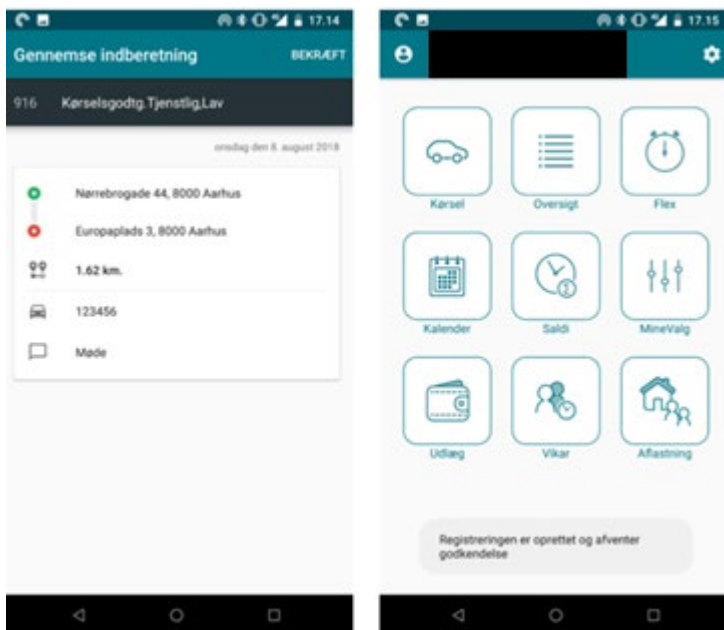 17.14
Gennemse indberetning BEKRÆFT
916 Kørselsgodtg.Tjenstlig,Lav
onsdag den 8. august 2018
Nørrebrogade 44, 8000 Aarhus
Europaplads 3, 8000 Aarhus
1.62 km.
123456
Møde
17.15
Kørsel Oversigt Flex
Kalender Saldi MineValg
Udlæg Vikar Aflastning
Registreringen er oprettet og afventer
godkendelse